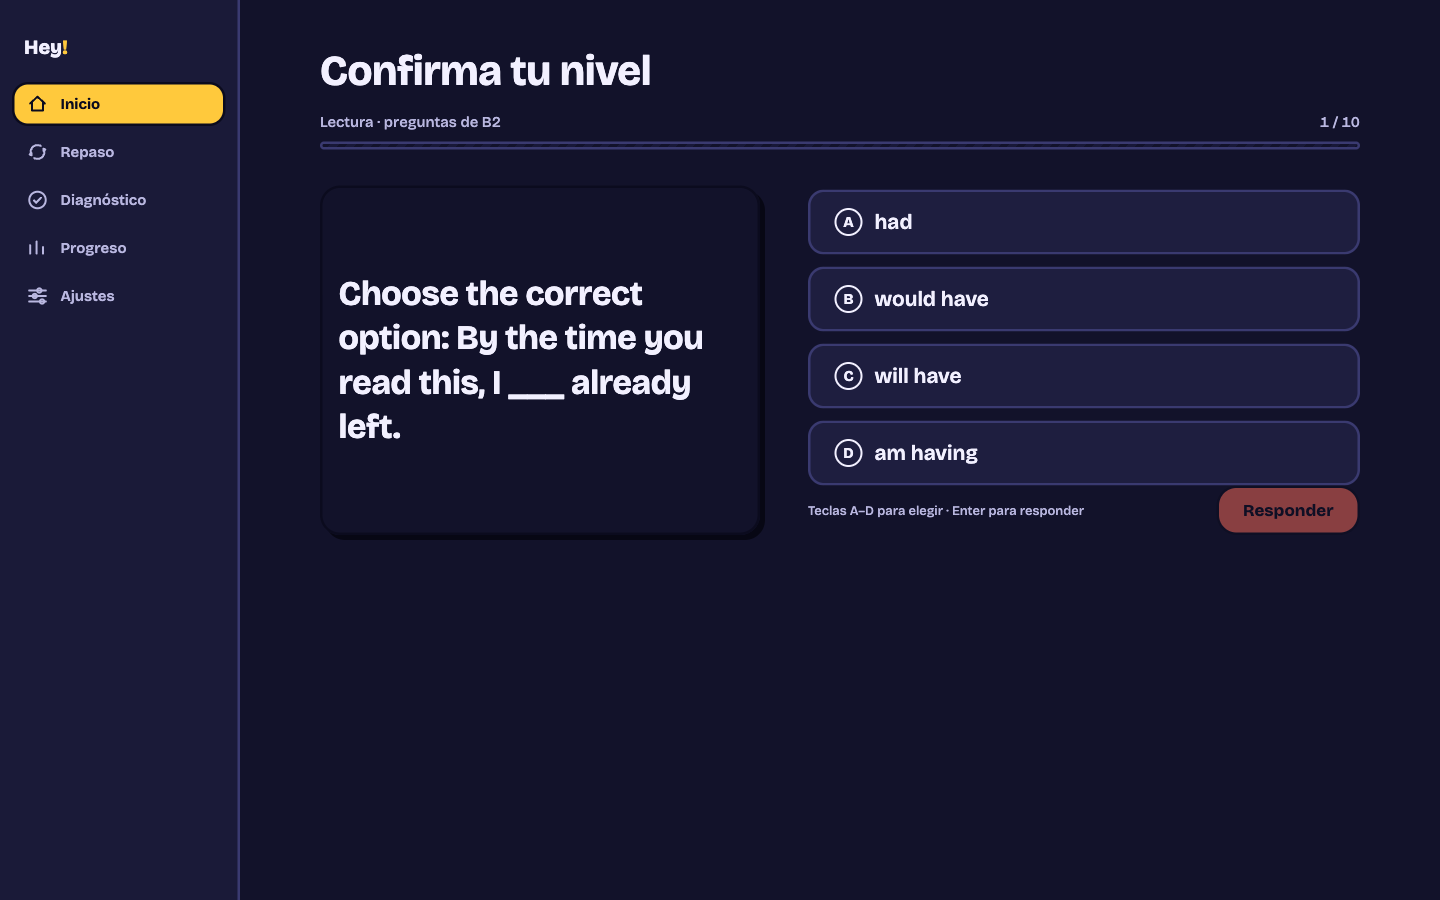 Hey!
Inicio
Repaso
Diagnóstico
Progreso
Ajustes
Confirma tu nivel
Lectura · preguntas de B2
1 / 10
Choose the correct
option: By the time you
read this, I ___ already
left.
A had
B would have
C will have
D am having
Teclas A–D para elegir · Enter para responder
Responder